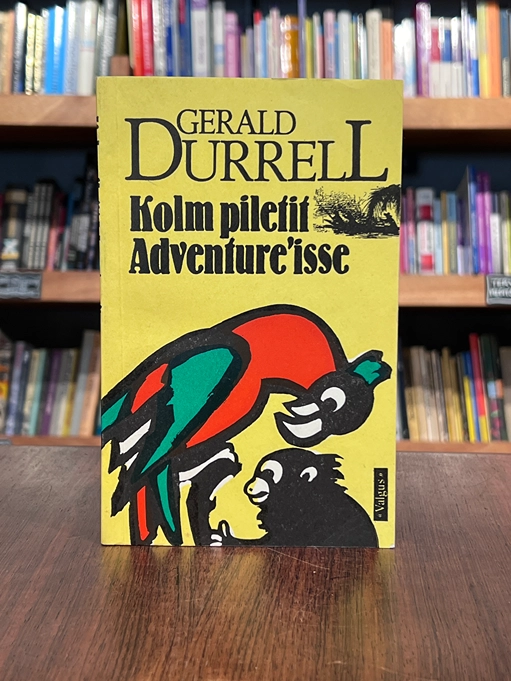 GERALD
DURRELL
Kolm piletit
Adventure'isse
«Valgus»